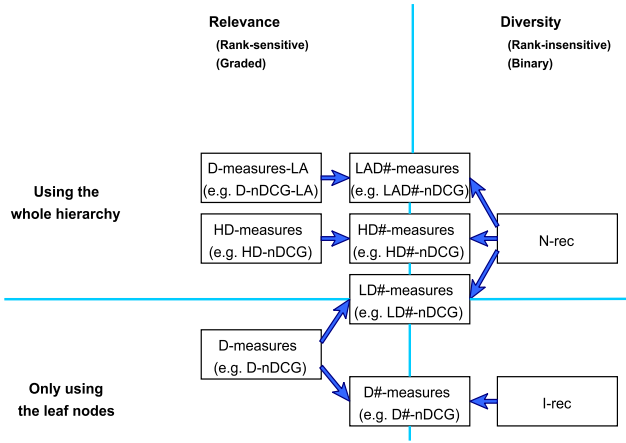 Relevance
(Rank-sensitive)
(Graded)
Diversity
(Rank-insensitive)
(Binary)
Using the
whole hierarchy
D-measures-LA
(e.g. D-nDCG-LA)
LAD#-measures
(e.g. LAD#-nDCG)
HD-measures
(e.g. HD-nDCG)
HD#-measures
(e.g. HD#-nDCG)
N-rec
LD#-measures
(e.g. LD#-nDCG)
Only using
the leaf nodes
D-measures
(e.g. D-nDCG)
D#-measures
(e.g. D#-nDCG)
I-rec